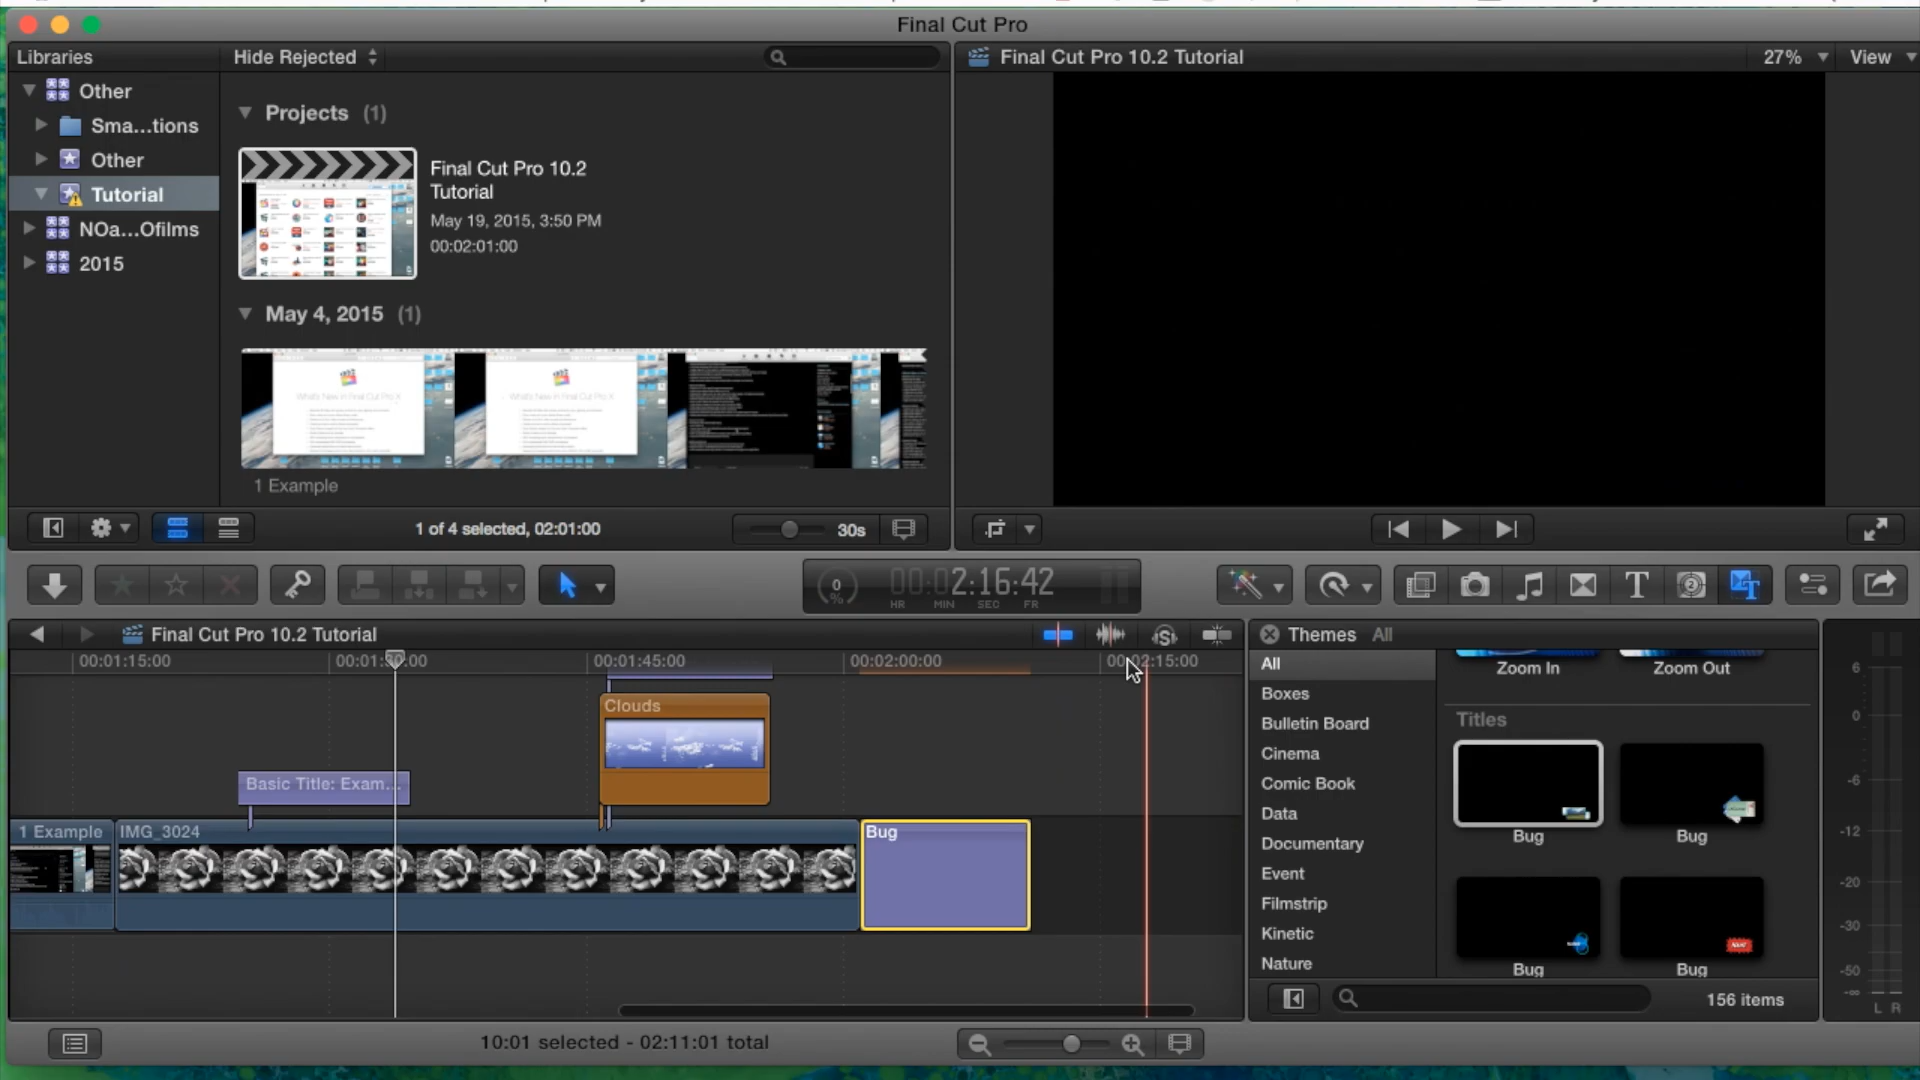 Final Cut Pro
Libraries
Hide Rejected
Final Cut Pro 10.2 Tutorial
27%
View
Other
Sma...tions
Other
Tutorial
NOa...Ofilms
2015
Projects (1)
Final Cut Pro 10.2
Tutorial
May 19, 2015, 3:50 PM
00:02:01:00
May 4, 2015 (1)
What's New in Final Cut Pro X
What's New in Final Cut Pro X
1 Example
1 of 4 selected, 02:01:00
30s
0
%
00:02:16:42
HR MIN SEC FR
Final Cut Pro 10.2 Tutorial
00:01:15:00
00:01:30:00
00:01:45:00
00:02:00:00
00:02:15:00
Clouds
Basic Title: Exam...
1 Example
IMG_3024
Bug
10:01 selected - 02:11:01 total
Themes All
All
Boxes
Bulletin Board
Cinema
Comic Book
Data
Documentary
Event
Filmstrip
Kinetic
Nature
Zoom In
Zoom Out
Titles
Bug
Bug
Bug
Bug
156 items
6
0
-6
-12
-20
-30
-50
-∞
L R